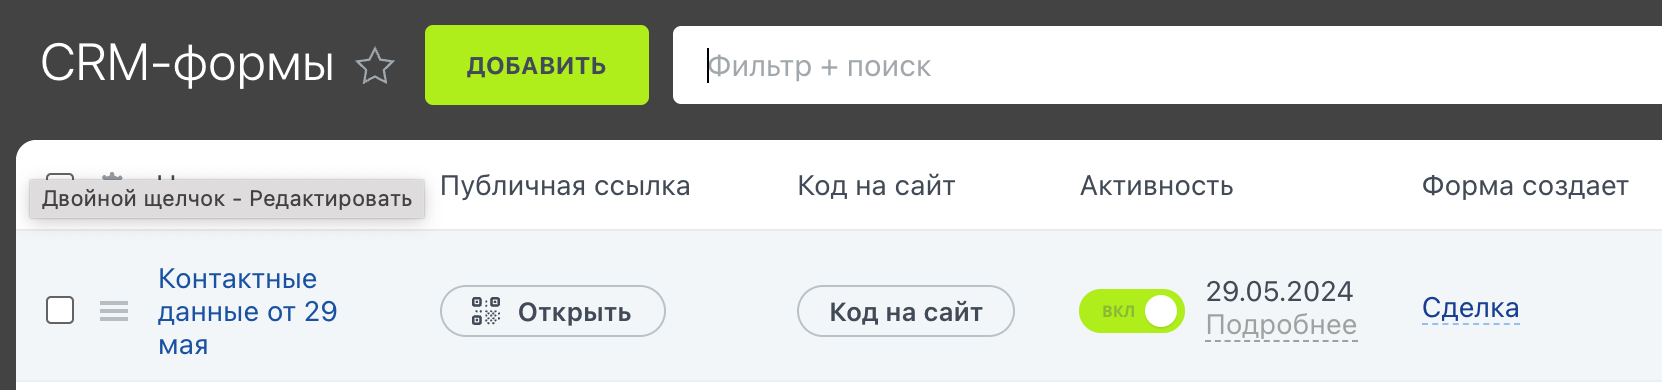 CRM-формы
ДОБАВИТЬ
Фильтр + поиск
Двойной щелчок - Редактировать
Публичная ссылка
Код на сайт
Активность
Форма создает
Контактные
данные от 29
мая
Открыть
Код на сайт
ВКЛ
29.05.2024
Подробнее
Сделка